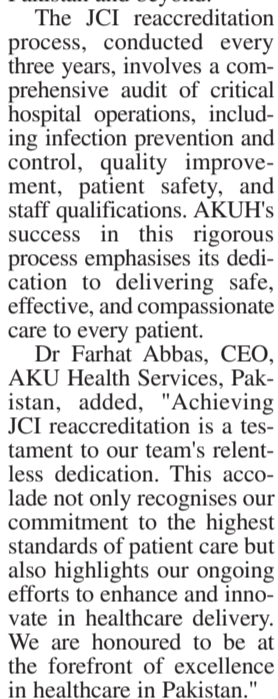 The JCI reaccreditation
process, conducted every
three years, involves a com-
prehensive audit of critical
hospital operations, includ-
ing infection prevention and
control, quality improve-
ment, patient safety, and
staff qualifications. AKUH's
success in this rigorous
process emphasises its dedi-
cation to delivering safe,
effective, and compassionate
care to every patient.
Dr Farhat Abbas, CEO,
AKU Health Services, Pak-
istan, added, "Achieving
JCI reaccreditation is a tes-
tament to our team's relent-
less dedication. This acco-
lade not only recognises our
commitment to the highest
standards of patient care but
also highlights our ongoing
efforts to enhance and inno-
vate in healthcare delivery.
We are honoured to be at
the forefront of excellence
in healthcare in Pakistan."